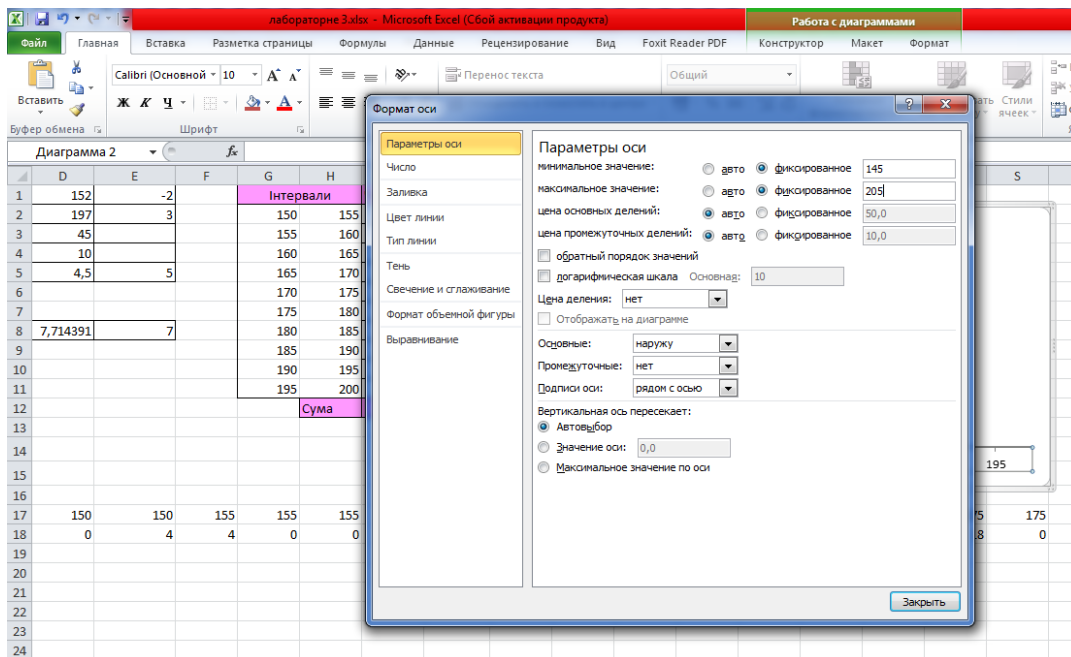 лабораторне 3.xlsx - Microsoft Excel (Сбой активации продукта)
Работа с диаграммами
Файл Главная Вставка Разметка страницы Формулы Данные Рецензирование Вид Foxit Reader PDF Конструктор Макет Формат
Calibri (Основной 10 Перенос текста Общий
Вставить Ж К Ч Стили
ячеек
Буфер обмена Шрифт
Диаграмма 2 fx
D E F G H S
1 152 -2 Інтервали
2 197 3 150 155
3 45 155 160
4 10 160 165
5 4,5 5 165 170
6 170 175
7 175 180
8 7,714391 7 180 185
9 185 190
10 190 195
11 195 200
12 Сума
13
14
15 195
16
17 150 150 155 155 155 175
18 0 4 4 0 0 0
19
20
21
22
23
24
Формат оси
Параметры оси
Число
Заливка
Цвет линии
Тип линии
Тень
Свечение и сглаживание
Формат объемной фигуры
Выравнивание
Параметры оси
минимальное значение: авто фиксированное 145
максимальное значение: авто фиксированное 205
цена основных делений: авто фиксированное 50,0
цена промежуточных делений: авто фиксированное 10,0
обратный порядок значений
логарифмическая шкала Основная: 10
Цена деления: нет
Отображать на диаграмме
Основные: наружу
Промежуточные: нет
Подписи оси: рядом с осью
Вертикальная ось пересекает:
Автовыбор
Значение оси: 0,0
Максимальное значение по оси
Закрыть